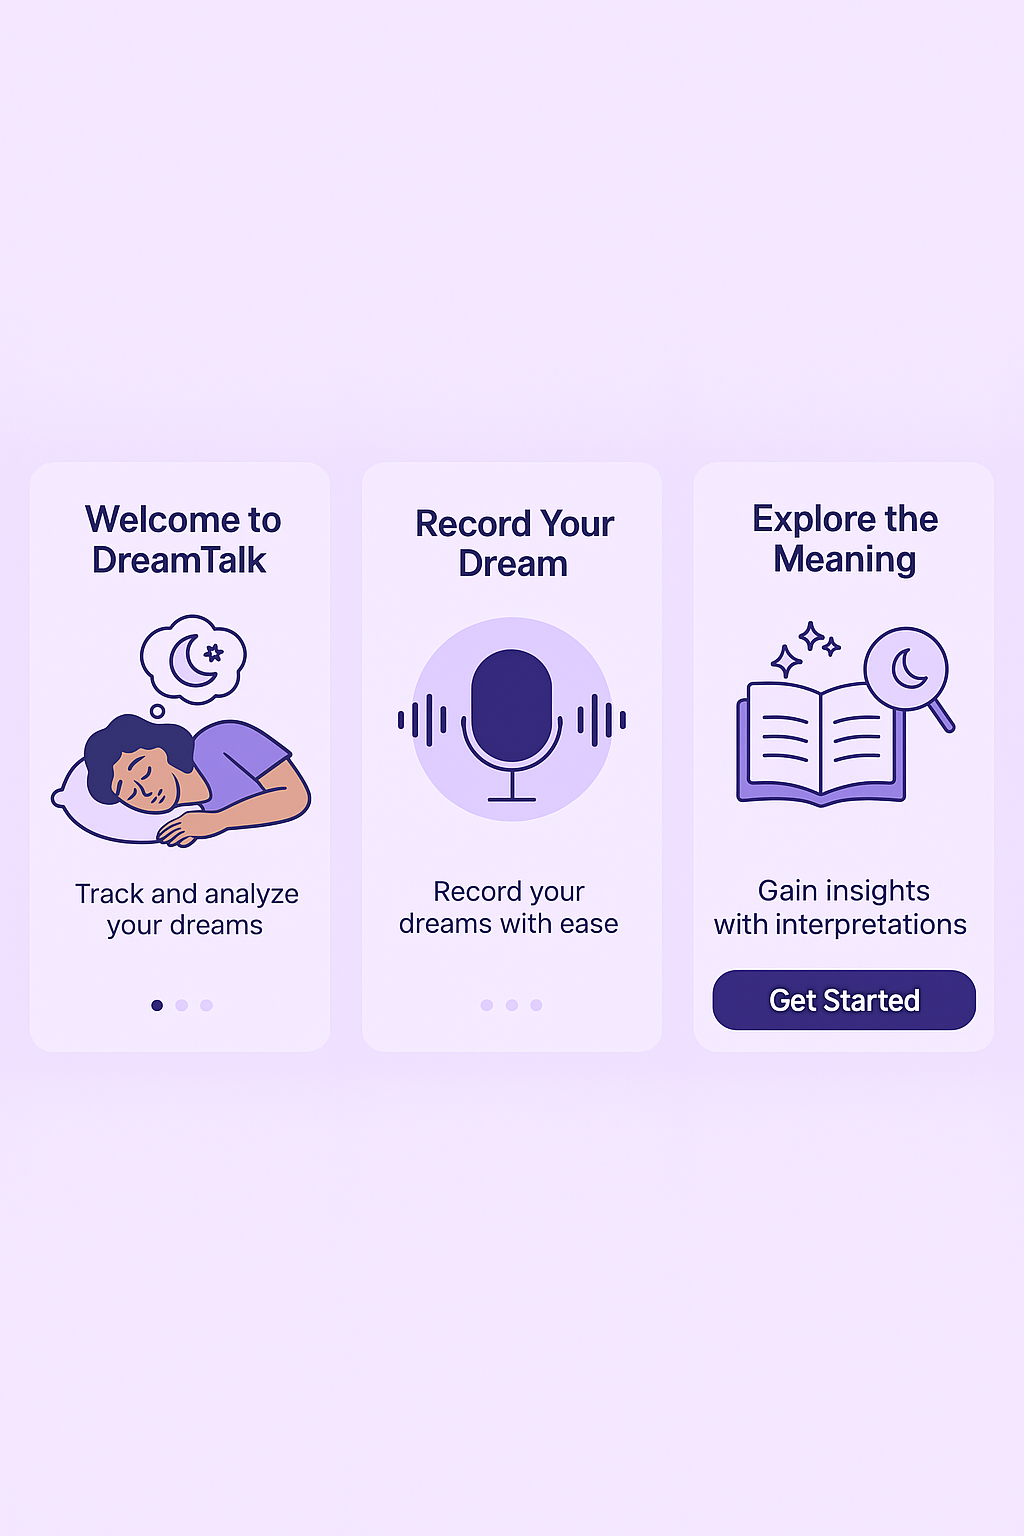 Welcome to
DreamTalk
Track and analyze
your dreams
Record Your
Dream
Record your
dreams with ease
Explore the
Meaning
Gain insights
with interpretations
Get Started